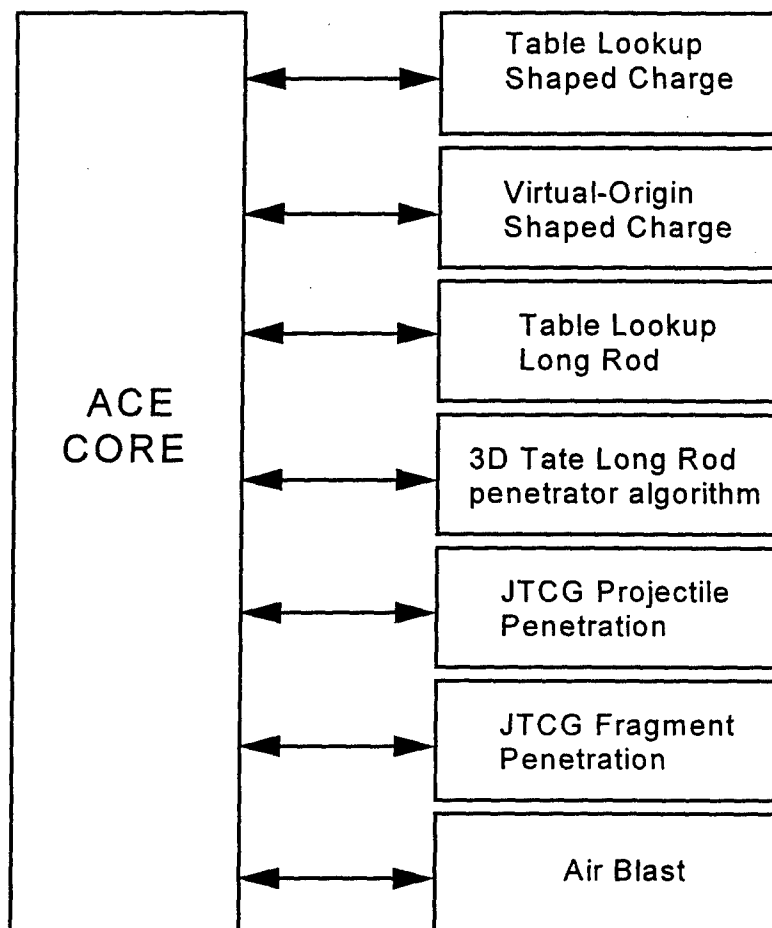 Table Lookup
Shaped Charge
Virtual-Origin
Shaped Charge
Table Lookup
Long Rod
ACE
CORE
3D Tate Long Rod
penetrator algorithm
JTCG Projectile
Penetration
JTCG Fragment
Penetration
Air Blast